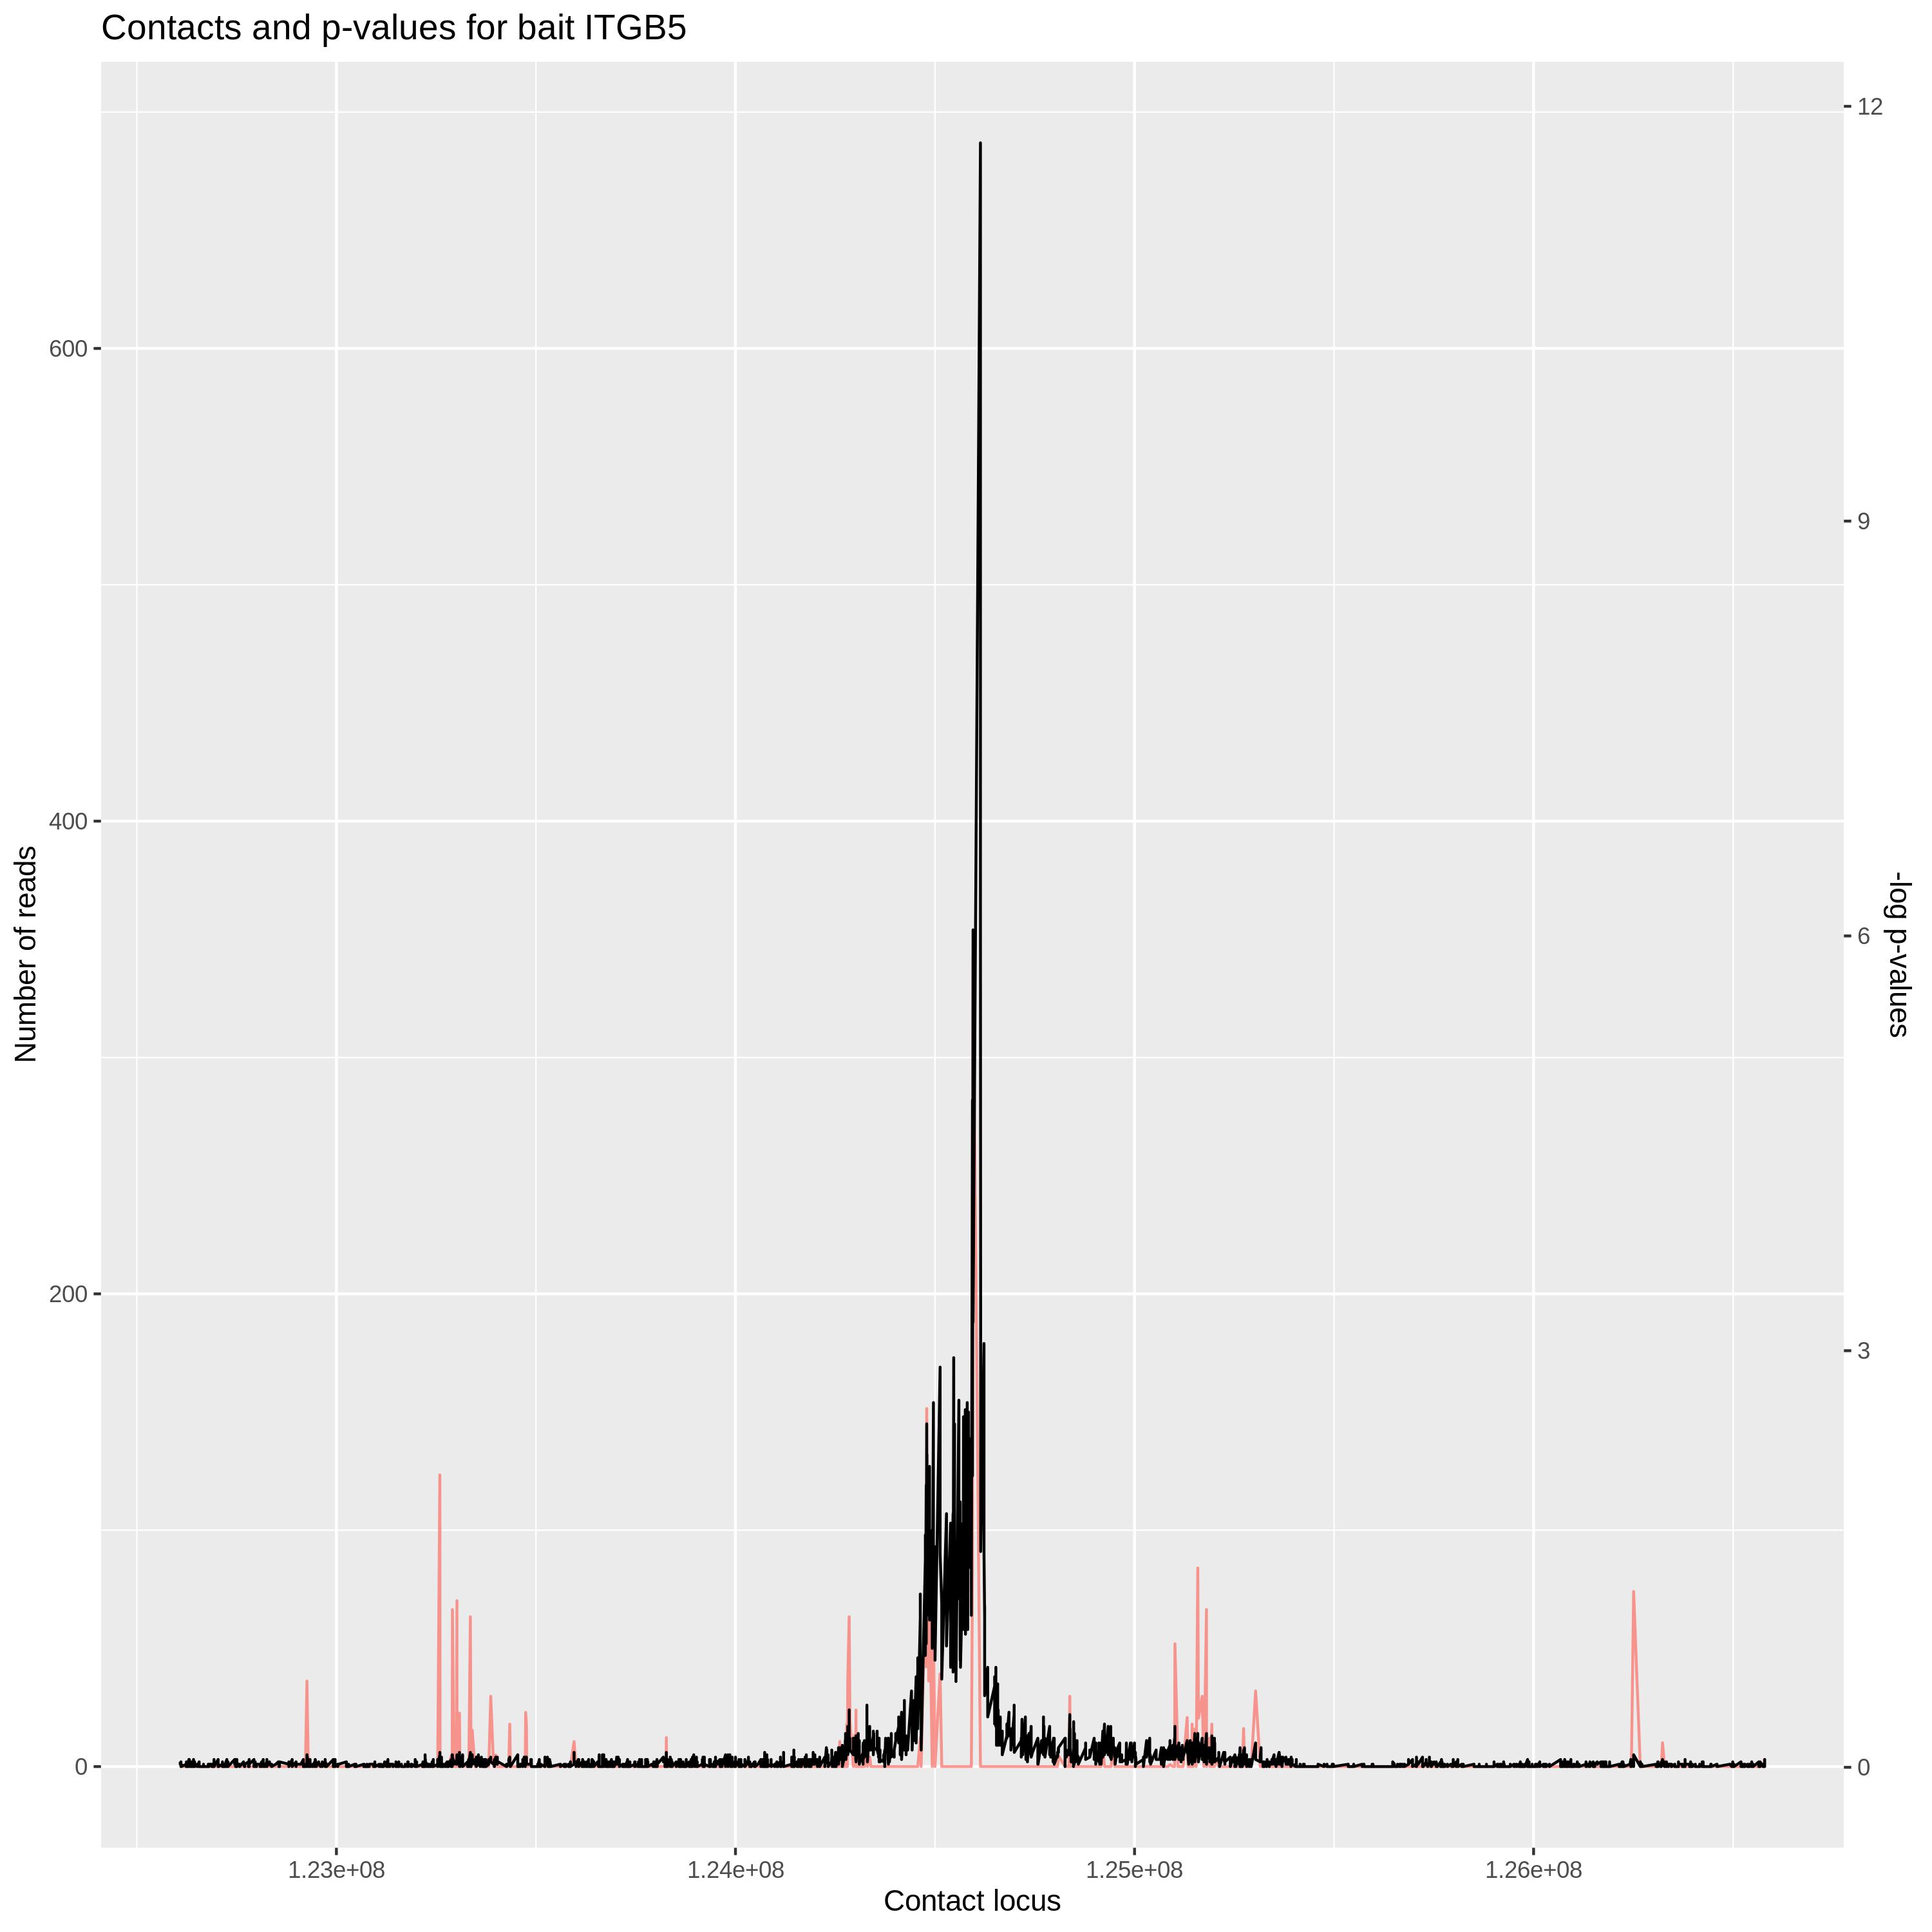 Contacts and p-values for bait ITGB5
Number of reads
600
400
200
0
12
9
6
3
0
-log p-values
1.23e+08
1.24e+08
1.25e+08
1.26e+08
Contact locus